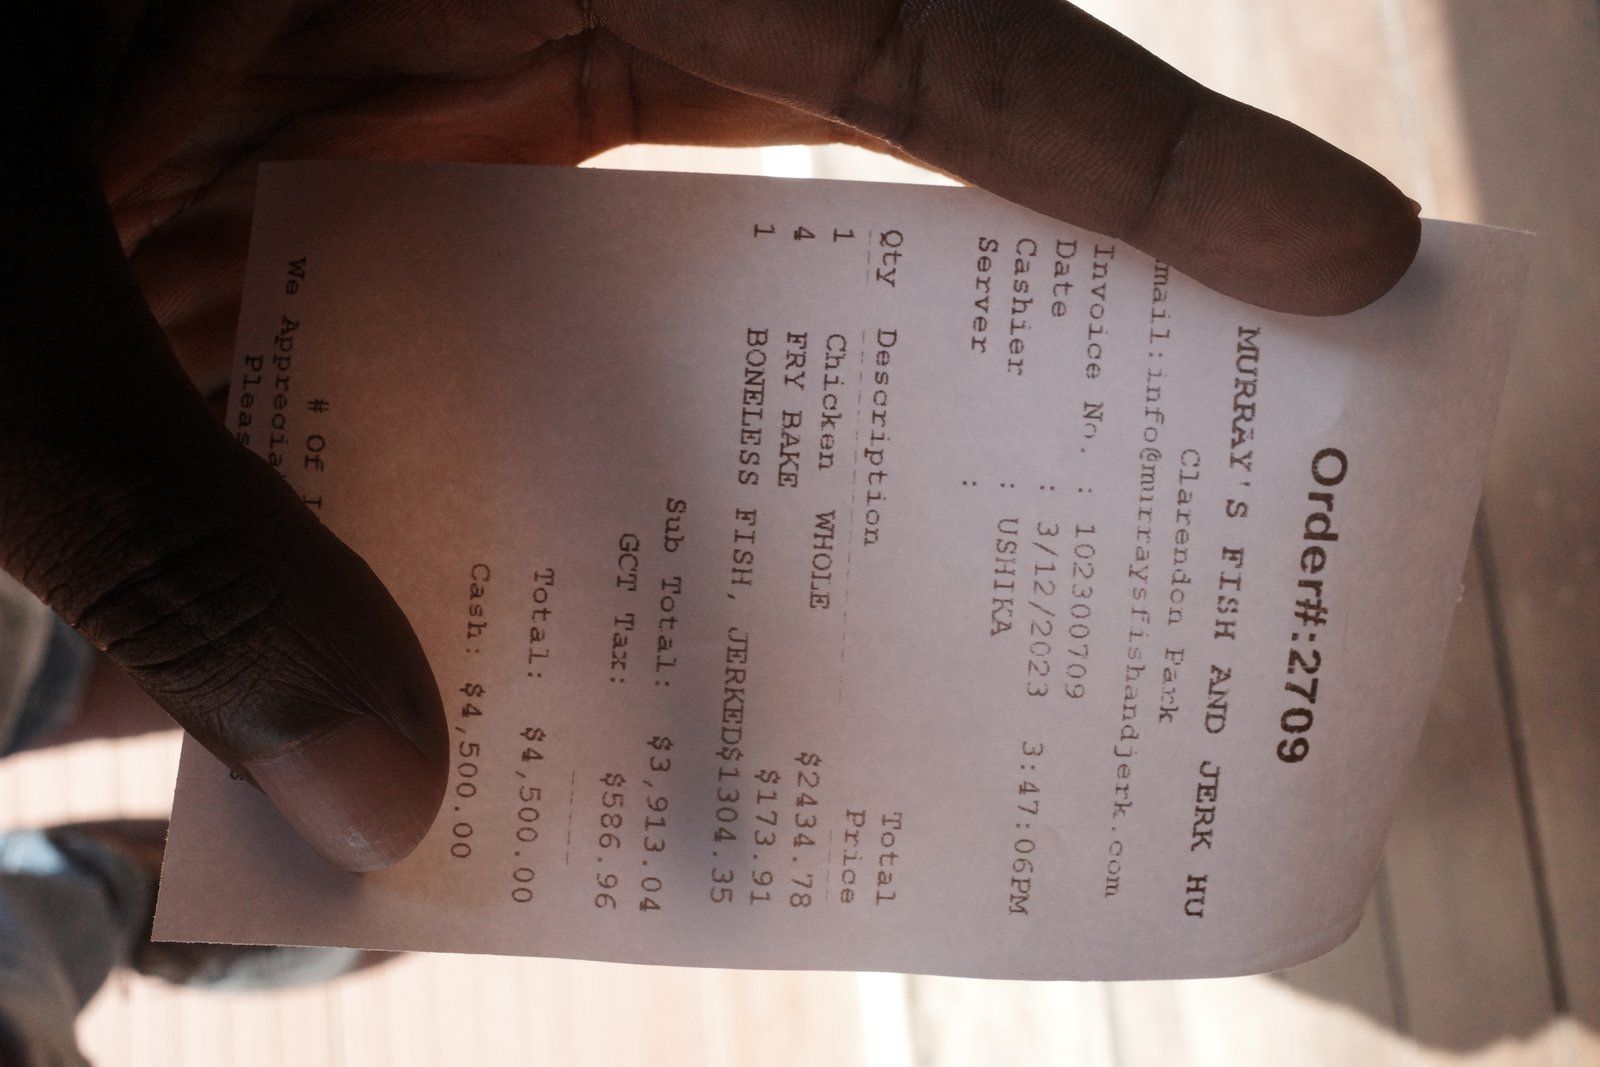 Order#:2709
MURRAY'S FISH AND JERK HU
Clarendon Park
mail:info@murraysfishandjerk.com
Invoice No. : 102300709
Date : 3/12/2023 3:47:06PM
Cashier : USHIKA
Server :
Qty Description Total Price
1 Chicken WHOLE $2434.78
4 FRY BAKE $173.91
1 BONELESS FISH, JERKED$1304.35
Sub Total: $3,913.04
GCT Tax: $586.96
Total: $4,500.00
Cash: $4,500.00
# Of
We